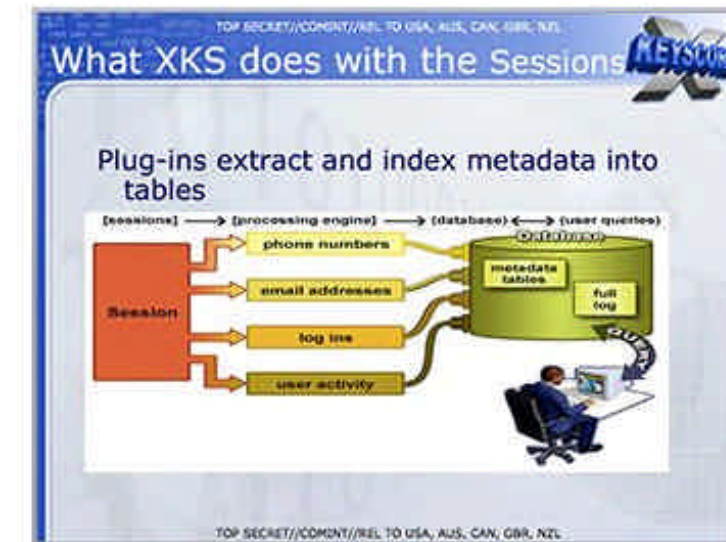 TOP SECRET//COMINT//REL TO USA, AUS, CAN, GBR, NZL
What XKS does with the Sessions
X
KEYSCORE
Plug-ins extract and index metadata into
tables
[sessions] → [processing engine] → (database) ↔ (user queries)
phone numbers
email addresses
log ins
user activity
Session
Database
metadata
tables
full
log
QUERY
TOP SECRET//COMINT//REL TO USA, AUS, CAN, GBR, NZL